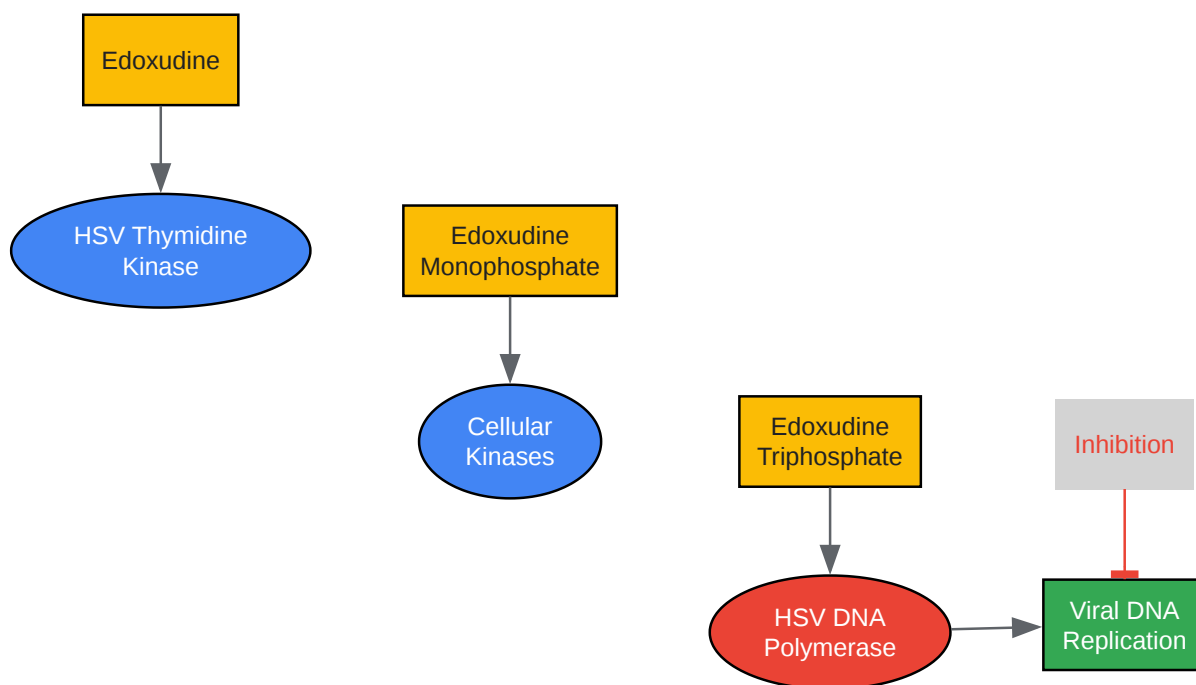 Edoxudine
HSV Thymidine
Kinase
Edoxudine
Monophosphate
Cellular
Kinases
Edoxudine
Triphosphate
Inhibition
HSV DNA
Polymerase
Viral DNA
Replication